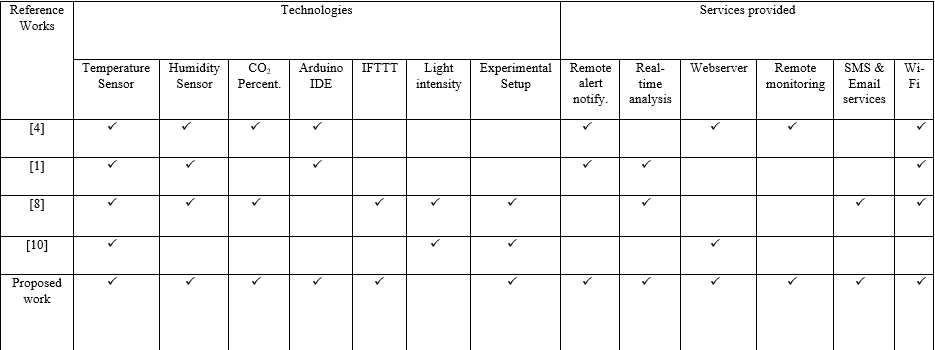 Reference Works Technologies Services provided
Temperature Sensor Humidity Sensor CO₂ Percent. Arduino IDE IFTTT Light intensity Experimental Setup Remote alert notify. Real-time analysis Webserver Remote monitoring SMS & Email services Wi-Fi
[4] ✓ ✓ ✓ ✓ ✓ ✓ ✓ ✓
[1] ✓ ✓ ✓ ✓ ✓ ✓
[8] ✓ ✓ ✓ ✓ ✓ ✓ ✓ ✓ ✓
[10] ✓ ✓ ✓ ✓
Proposed work ✓ ✓ ✓ ✓ ✓ ✓ ✓ ✓ ✓ ✓ ✓ ✓